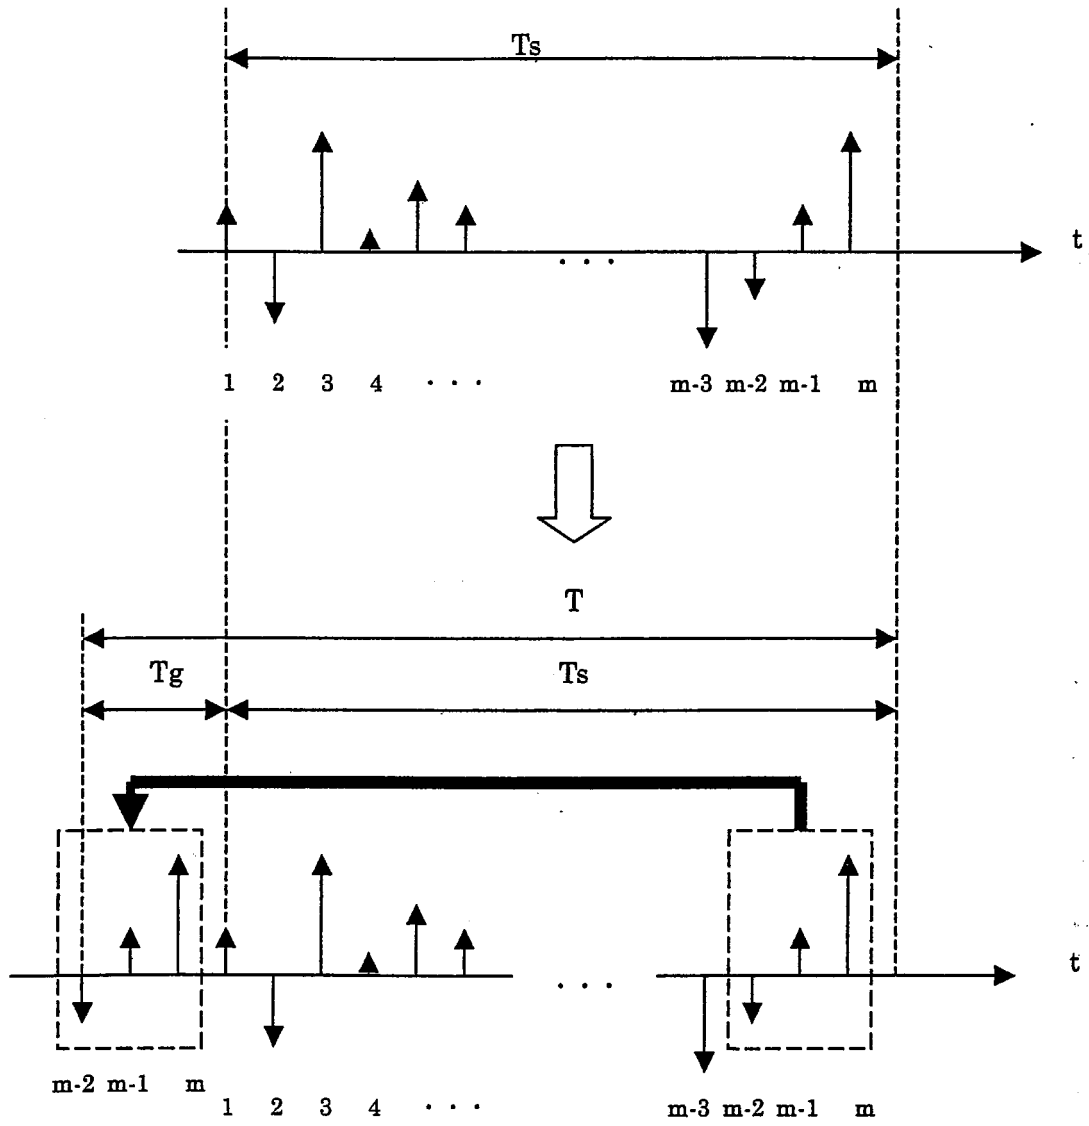 Ts
t
. . .
1 2 3 4 . . . m-3 m-2 m-1 m
T
Tg Ts
t
. . .
m-2 m-1 m
1 2 3 4 . . . m-3 m-2 m-1 m